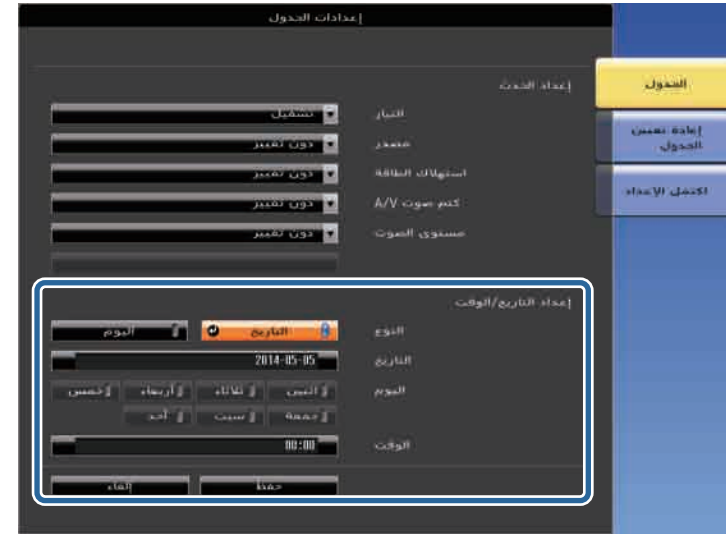 إعدادات الجدول
الجدول
إعادة تعيين
الجدول
اكتمل الإعداد
إعداد الحدث
التيار تشغيل
مصدر دون تغيير
استهلاك الطاقة دون تغيير
كتم صوت A/V دون تغيير
مستوى الصوت دون تغيير
إعداد التاريخ/الوقت
النوع التاريخ اليوم
التاريخ 2014-05-05
اليوم اثنين ثلاثاء أربعاء خمس
جمعة سبت أحد
الوقت 00:00
حفظ إلغاء